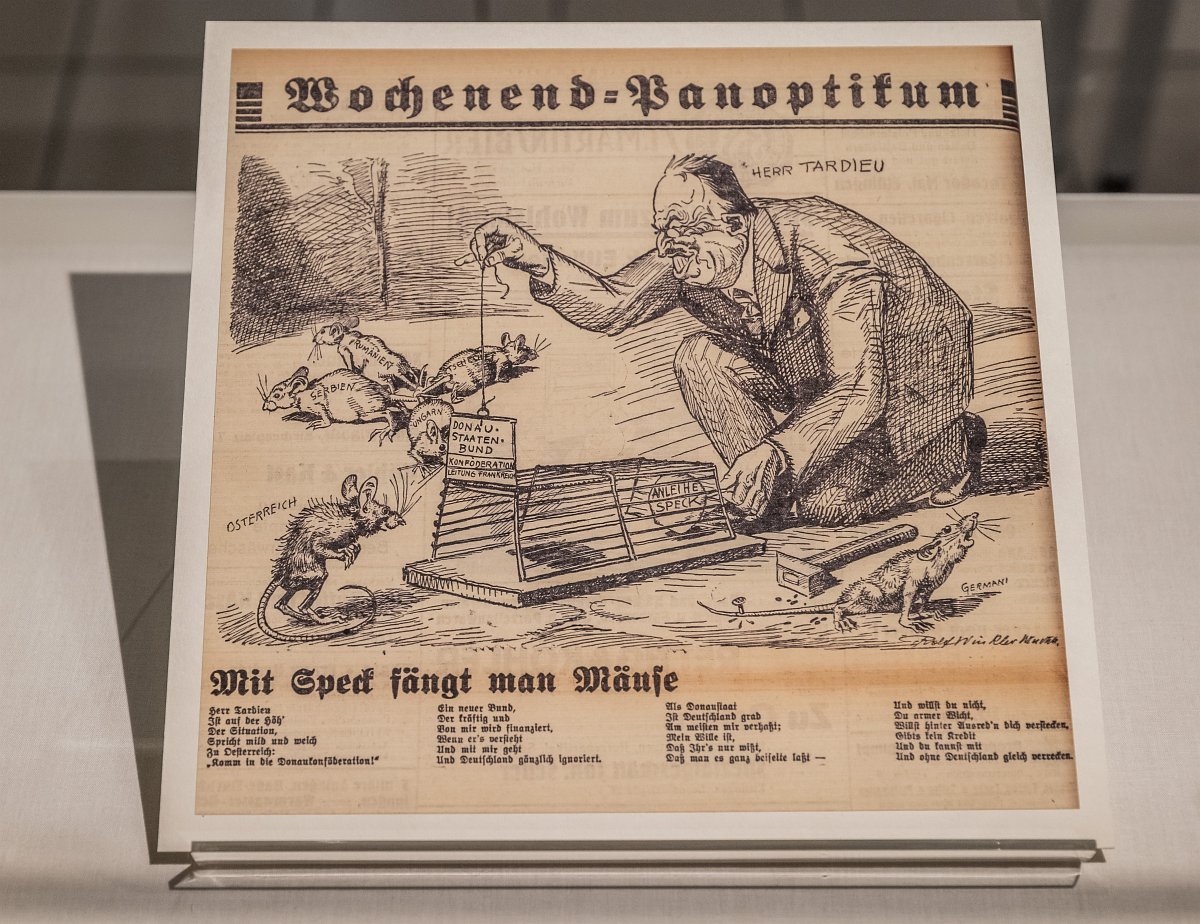 Wochenend-Panoptikum
HERR TARDIEU
RUMÄNIEN
SERBIEN
UNGARN
DONAU-
STAATEN-
BUND
KONFÖDERATION
LEITUNG FRANKREICH
ANLEIHE
SPECK
ÖSTERREICH
GERMANI
Mit Speck fängt man Mäuse
Herr Tardieu
Ist auf der Höh'
Der Situation,
Spricht mild und weich
Zu Oesterreich:
„Komm in die Donaukonföderation!"
Ein neuer Bund,
Der kräftig und
Von mir wird finanziert,
Wenn er's versteht
Und mit mir geht
Und Deutschland gänzlich ignoriert.
Als Donaustaat
Ist Deutschland grad
Am meisten mir verhaßt;
Mein Wille ist,
Daß Ihr's nur wißt,
Daß man es ganz beiseite laßt —
Und willst du nicht,
Du armer Wicht,
Willst hinter Ausred'n dich verstecken,
Gibts kein Kredit
Und du kannst mit
Und ohne Deutschland gleich verrecken.